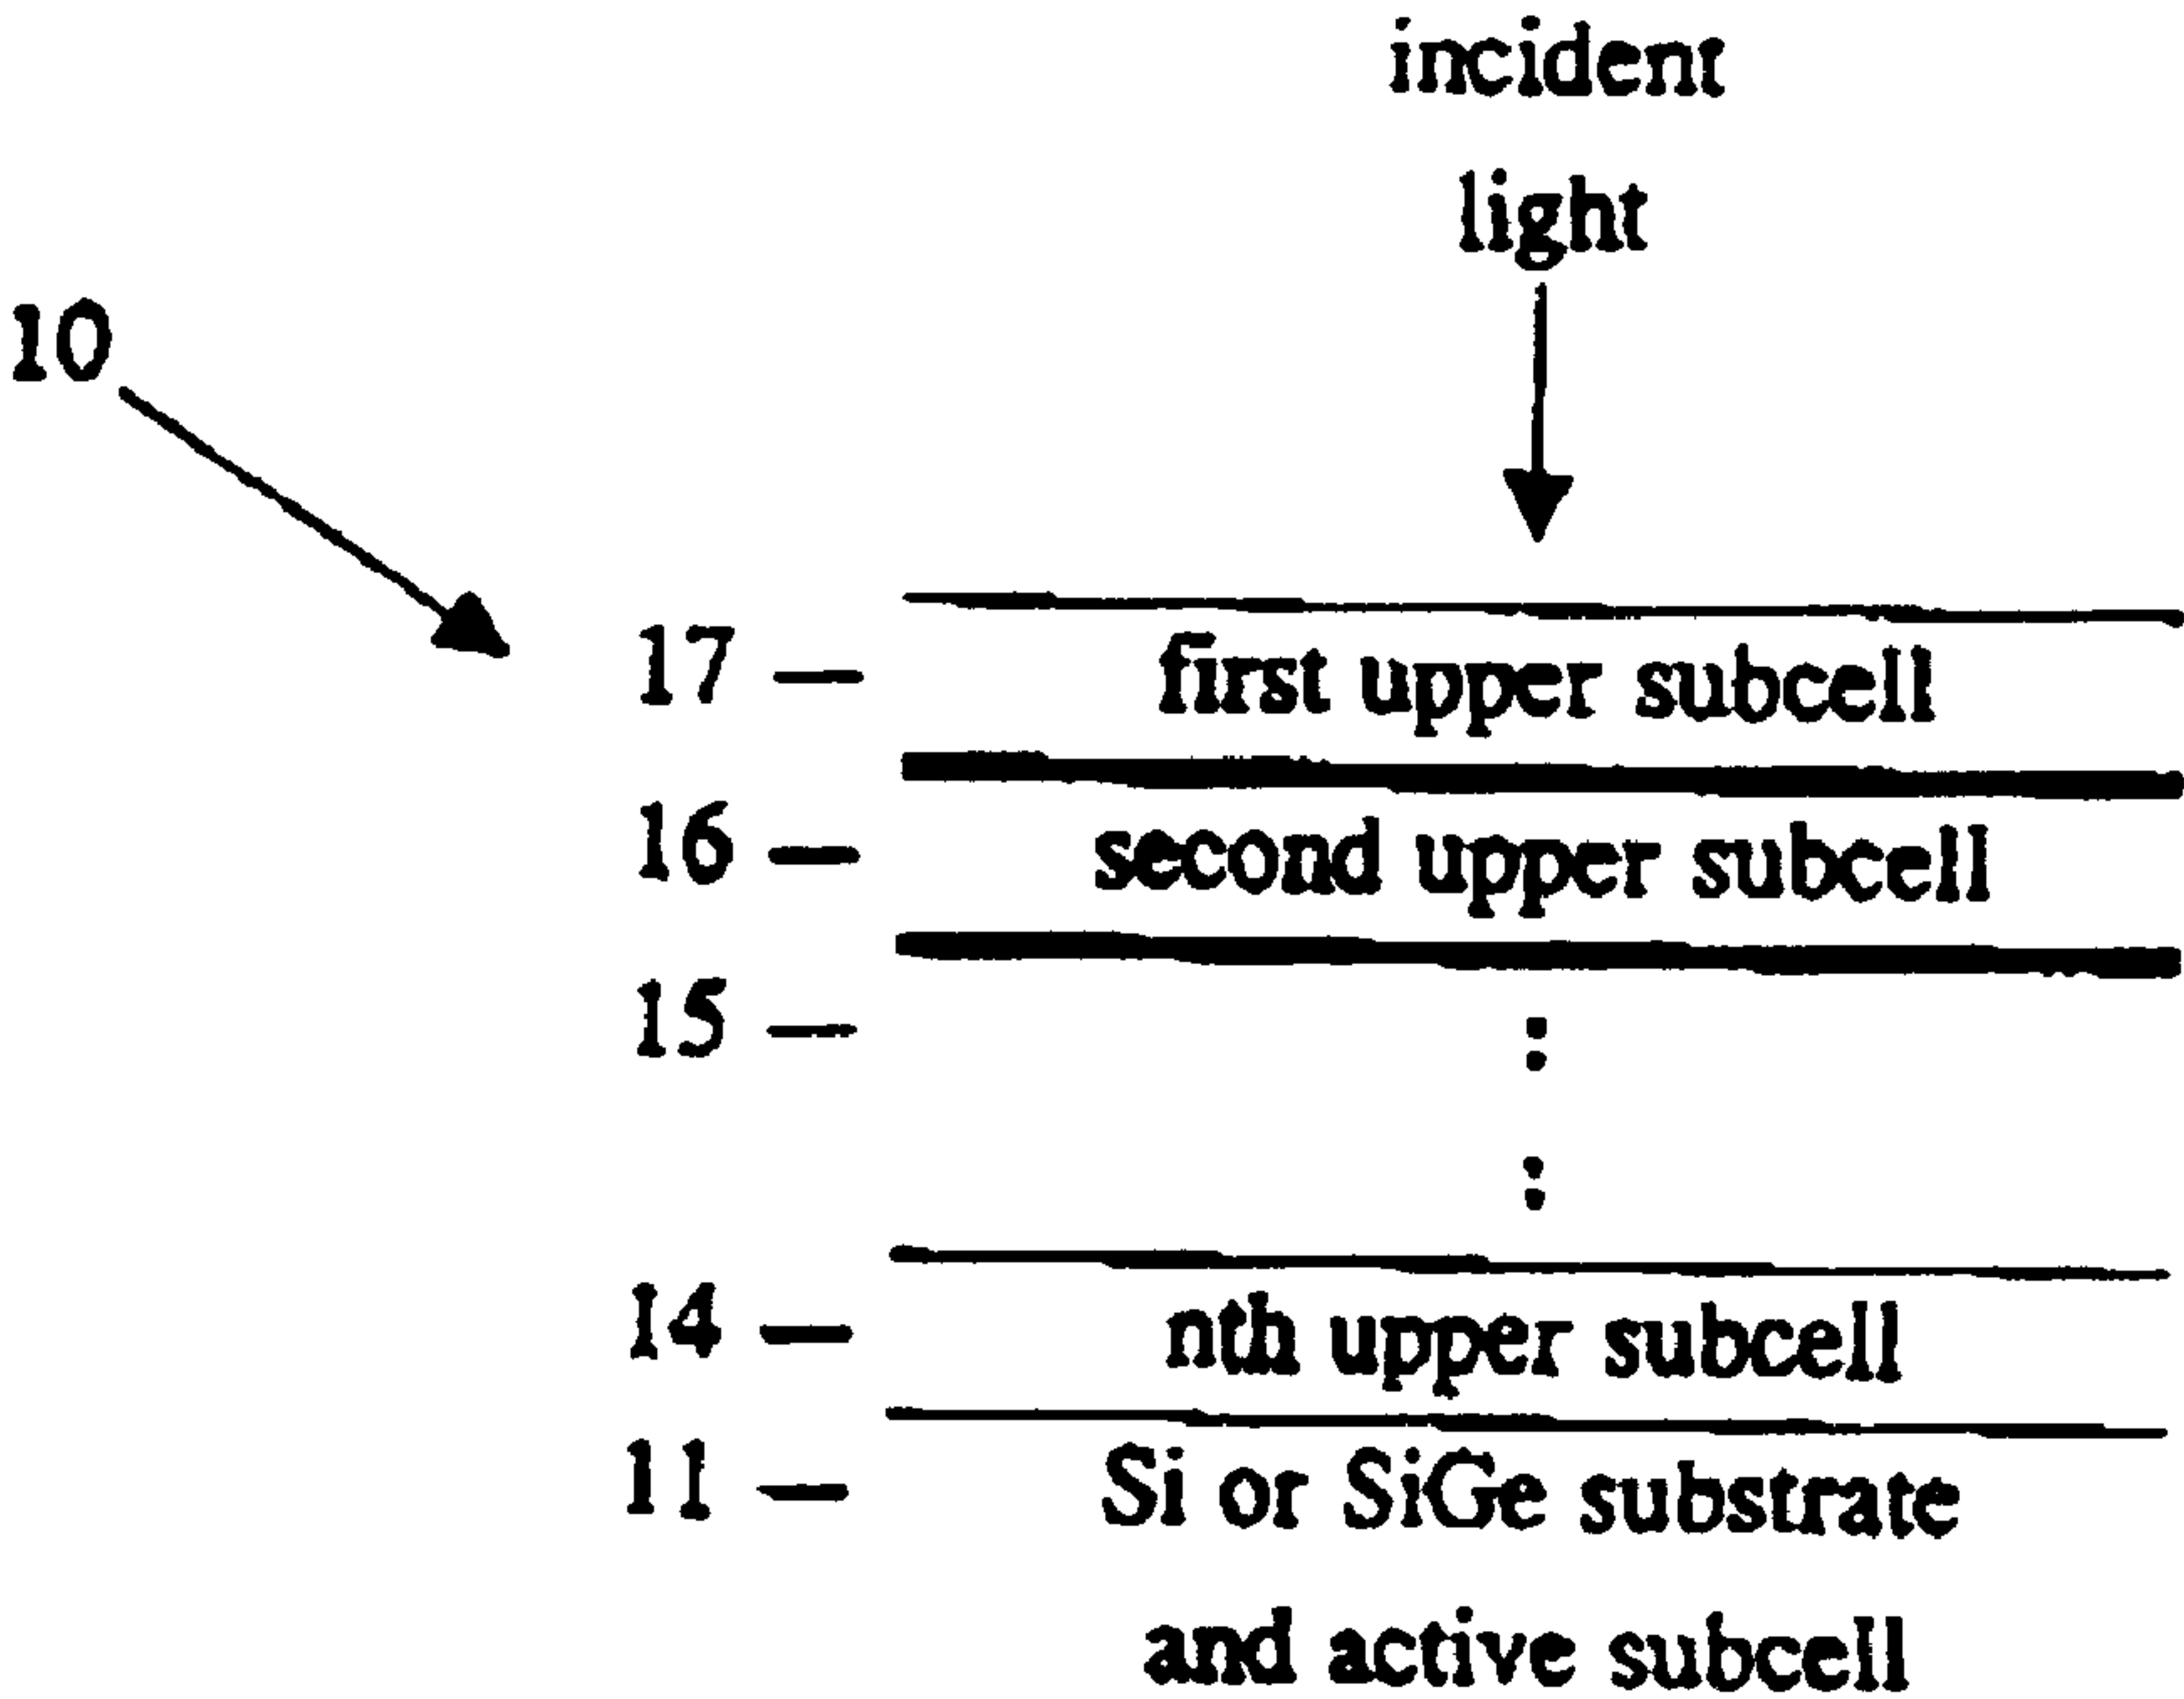 incident
light
10
17 — first upper subcell
16 — second upper subcell
15 — :
:
14 — nth upper subcell
11 — Si or SiGe substrate
and active subcell